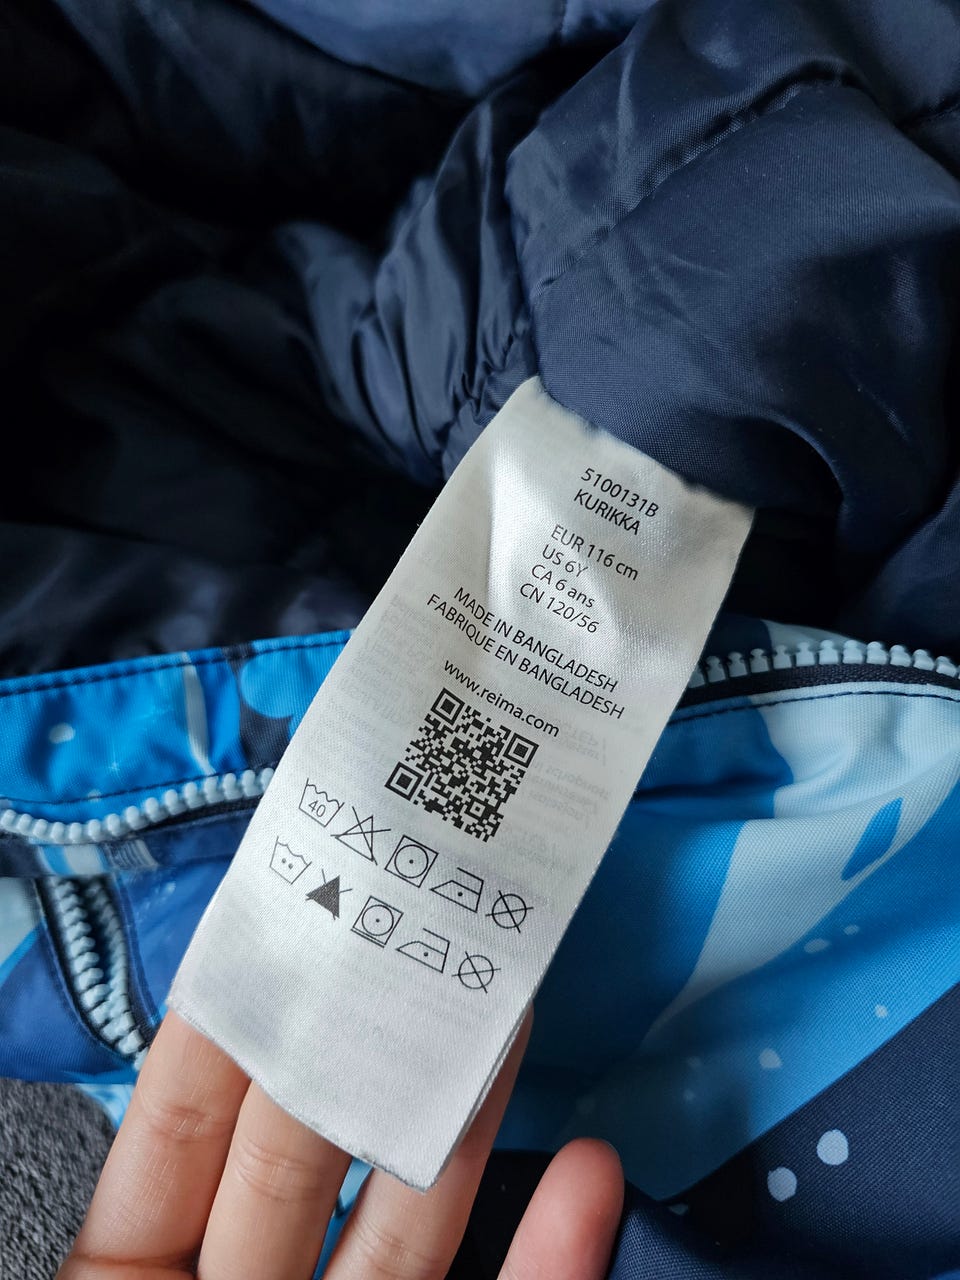 5100131B
KURIKKA
EUR 116 cm
US 6Y
CA 6 ans
CN 120/56
MADE IN BANGLADESH
FABRIQUE EN BANGLADESH
www.reima.com
40